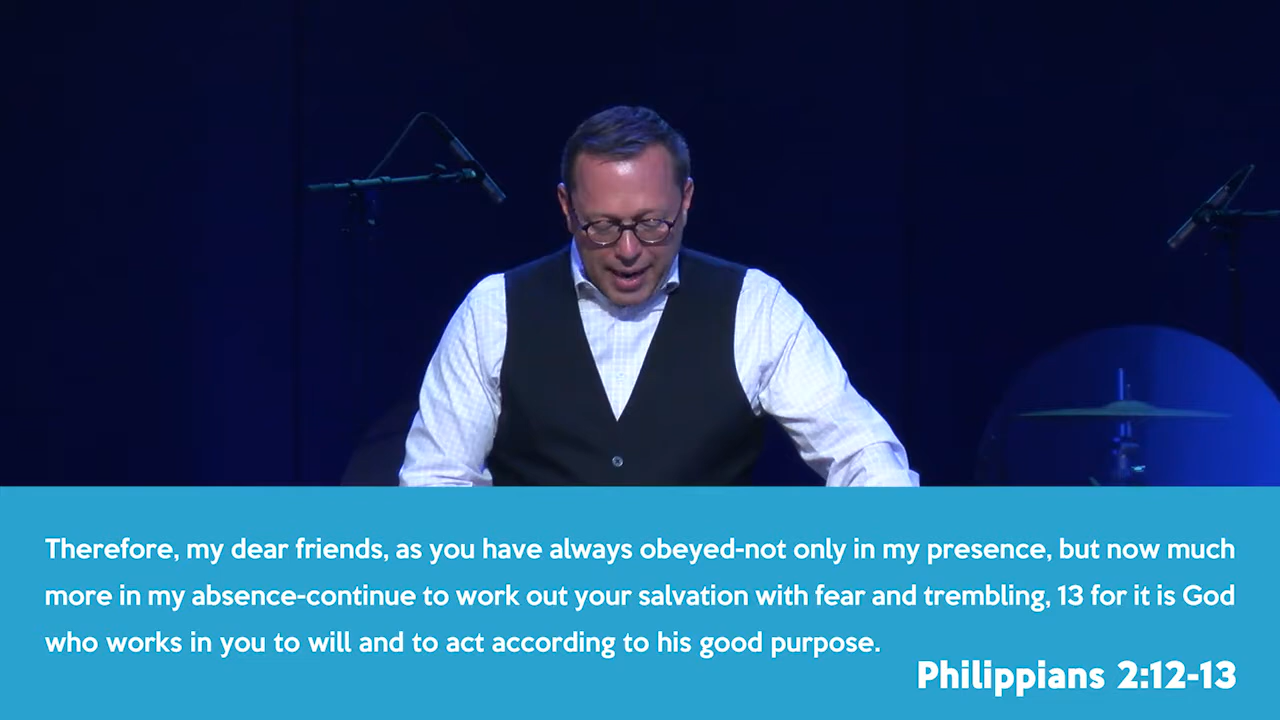 Therefore, my dear friends, as you have always obeyed-not only in my presence, but now much
more in my absence-continue to work out your salvation with fear and trembling, 13 for it is God
who works in you to will and to act according to his good purpose.
Philippians 2:12-13